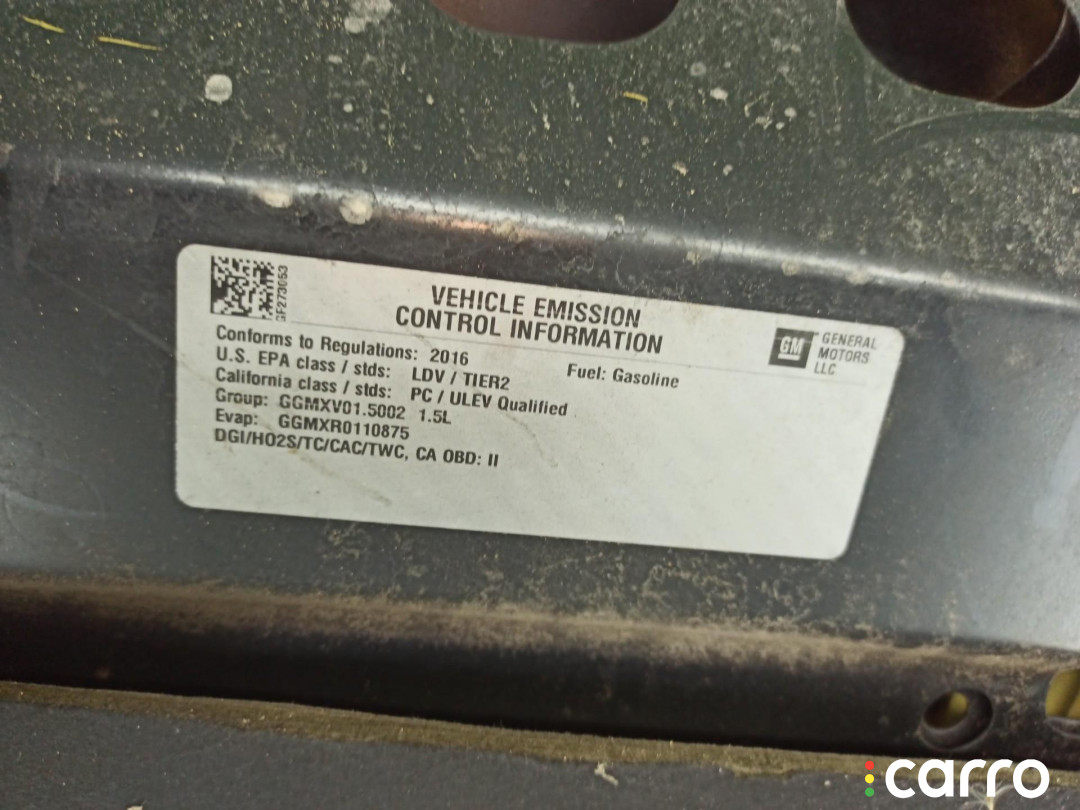 GF273653
VEHICLE EMISSION
CONTROL INFORMATION
GM GENERAL
MOTORS
LLC
Conforms to Regulations: 2016
Fuel: Gasoline
U.S. EPA class / stds: LDV / TIER2
California class / stds: PC / ULEV Qualified
Group: GGMXV01.5002 1.5L
Evap: GGMXR0110875
DGI/HO2S/TC/CAC/TWC, CA OBD: II
carro